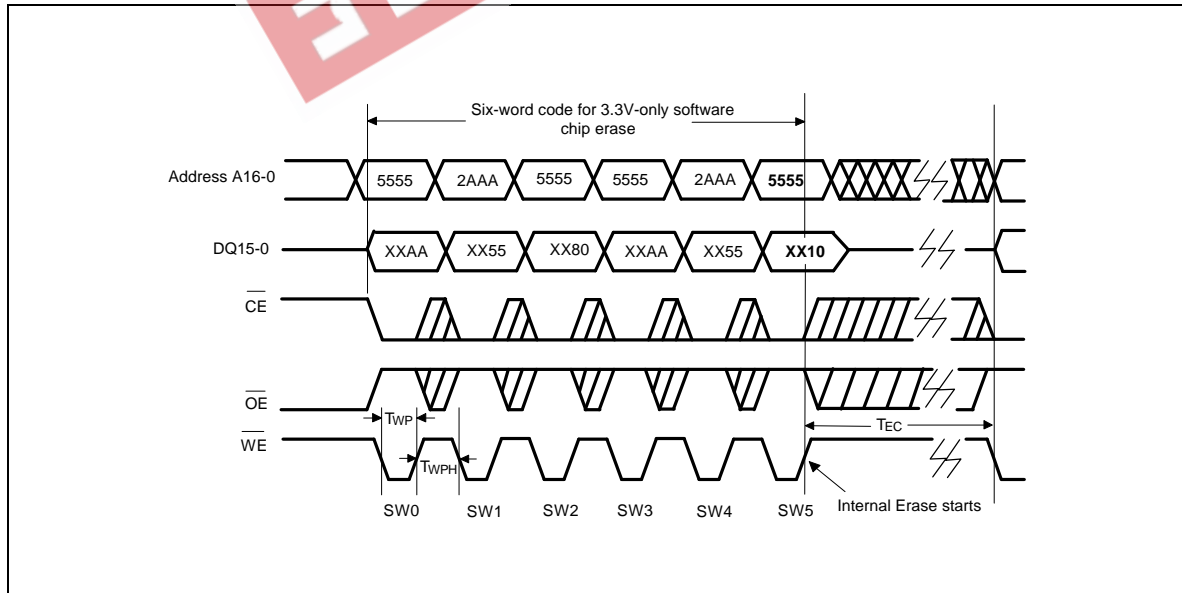 Six-word code for 3.3V-only software
chip erase
Address A16-0
5555 2AAA 5555 5555 2AAA 5555
DQ15-0
XXAA XX55 XX80 XXAA XX55 XX10
CE
OE
TWP
TEC
WE
TWPH
Internal Erase starts
SW0 SW1 SW2 SW3 SW4 SW5